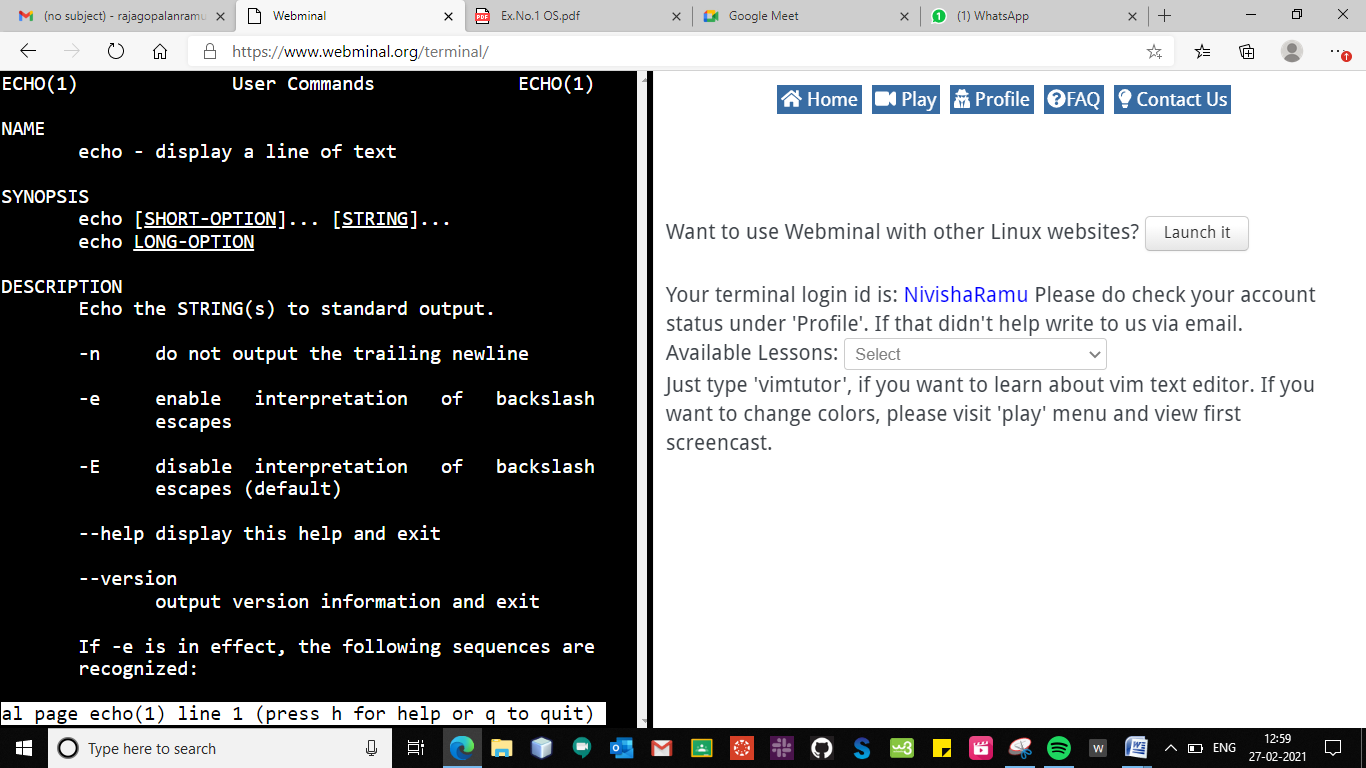 (no subject) - rajagopalanramu
Webminal
Ex.No.1 OS.pdf
Google Meet
(1) WhatsApp
https://www.webminal.org/terminal/
ECHO(1) User Commands ECHO(1)
NAME
echo - display a line of text
SYNOPSIS
echo [SHORT-OPTION]... [STRING]...
echo LONG-OPTION
DESCRIPTION
Echo the STRING(s) to standard output.
-n do not output the trailing newline
-e enable interpretation of backslash
escapes
-E disable interpretation of backslash
escapes (default)
--help display this help and exit
--version
output version information and exit
If -e is in effect, the following sequences are
recognized:
al page echo(1) line 1 (press h for help or q to quit)
Home Play Profile FAQ Contact Us
Want to use Webminal with other Linux websites? Launch it
Your terminal login id is: NivishaRamu Please do check your account
status under 'Profile'. If that didn't help write to us via email.
Available Lessons: Select
Just type 'vimtutor', if you want to learn about vim text editor. If you
want to change colors, please visit 'play' menu and view first
screencast.
Type here to search
ENG
12:59
27-02-2021